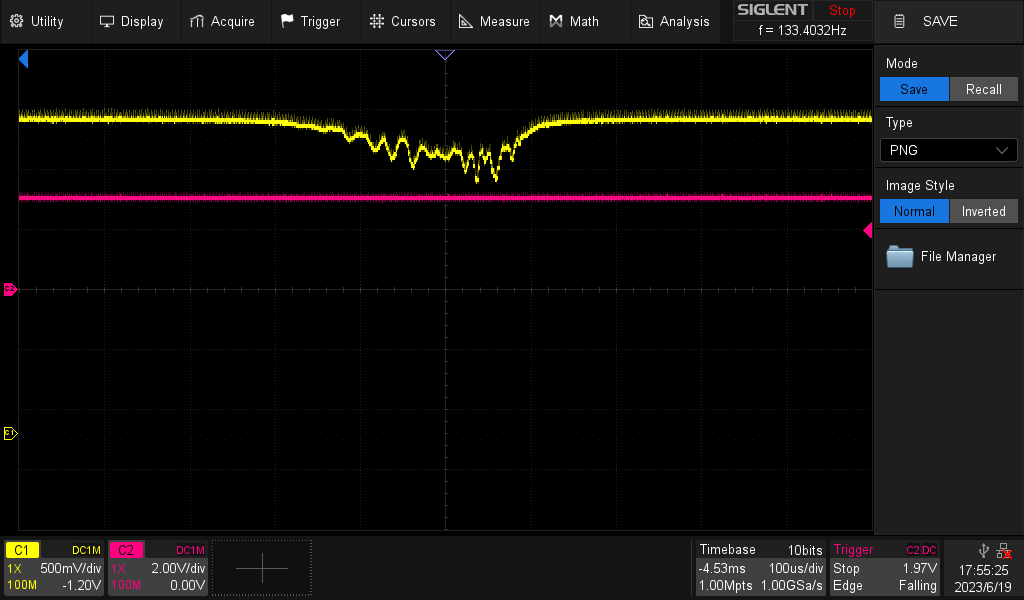 Utility Display Acquire Trigger Cursors Measure Math Analysis SIGLENT Stop SAVE
f = 133.4032Hz
Mode
Save Recall
Type
PNG
Image Style
Normal Inverted
File Manager
C2
C1
C1 DC1M C2 DC1M Timebase 10bits Trigger C2 DC
1X 500mV/div 1X 2.00V/div -4.53ms 100us/div Stop 1.97V 17:55:25
100M -1.20V 100M 0.00V 1.00Mpts 1.00GSa/s Edge Falling 2023/6/19